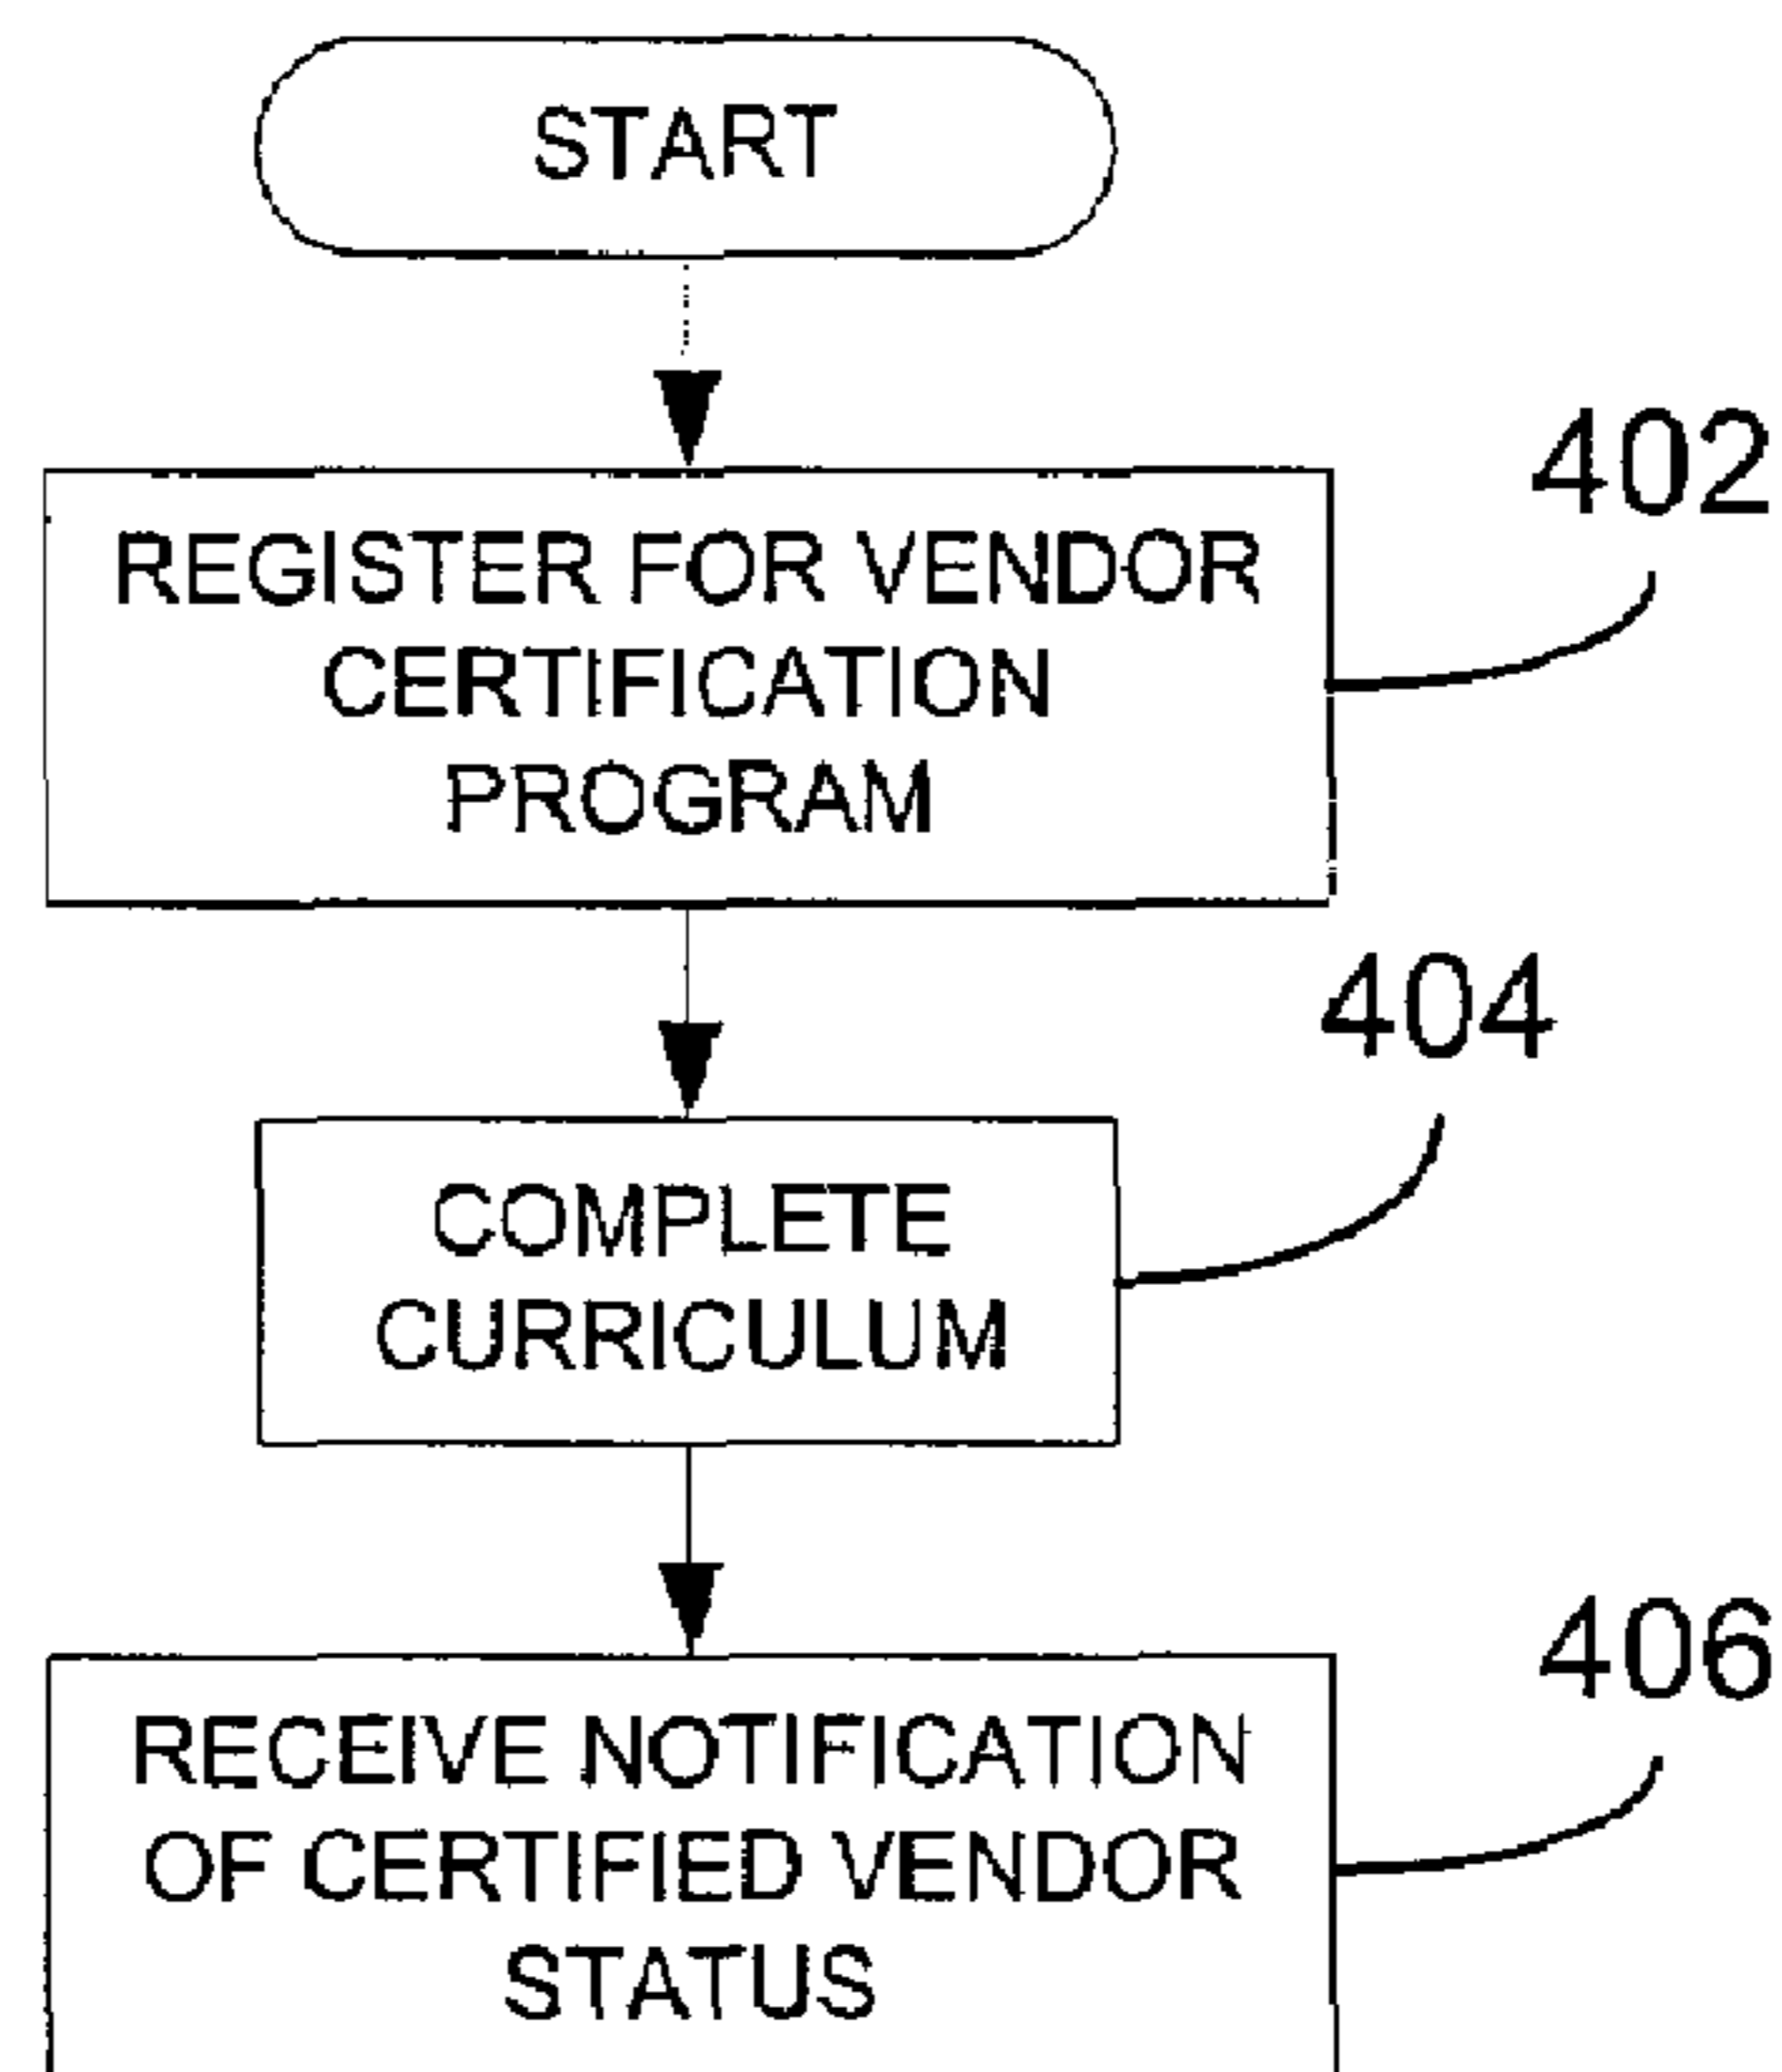 START
402
REGISTER FOR VENDOR
CERTIFICATION
PROGRAM
404
COMPLETE
CURRICULUM
406
RECEIVE NOTIFICATION
OF CERTIFIED VENDOR
STATUS